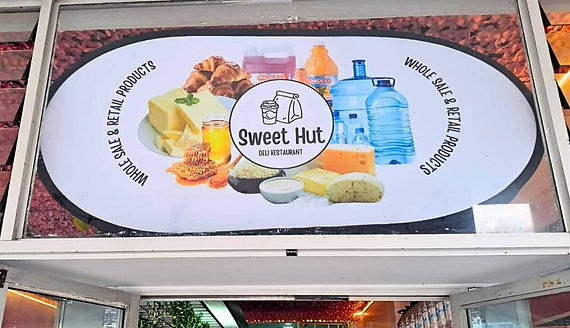 WHOLE SALE & RETAIL PRODUCTS
Sweet Hut
DELI RESTAURANT
WHOLE SALE & RETAIL PRODUCTS